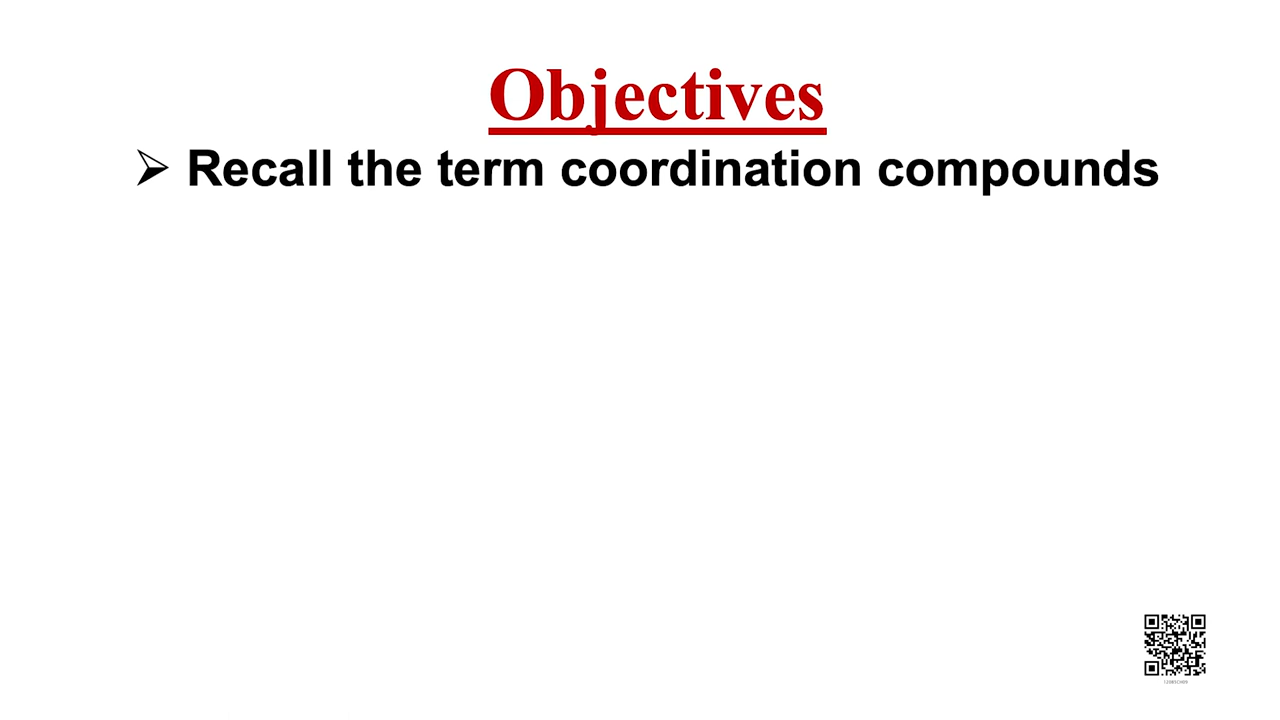 Objectives
➢ Recall the term coordination compounds